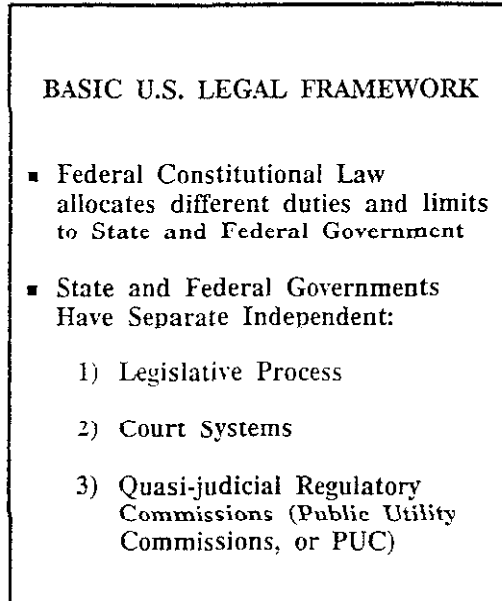 BASIC U.S. LEGAL FRAMEWORK
▪ Federal Constitutional Law
allocates different duties and limits
to State and Federal Government
▪ State and Federal Governments
Have Separate Independent:
1) Legislative Process
2) Court Systems
3) Quasi-judicial Regulatory
Commissions (Public Utility
Commissions, or PUC)